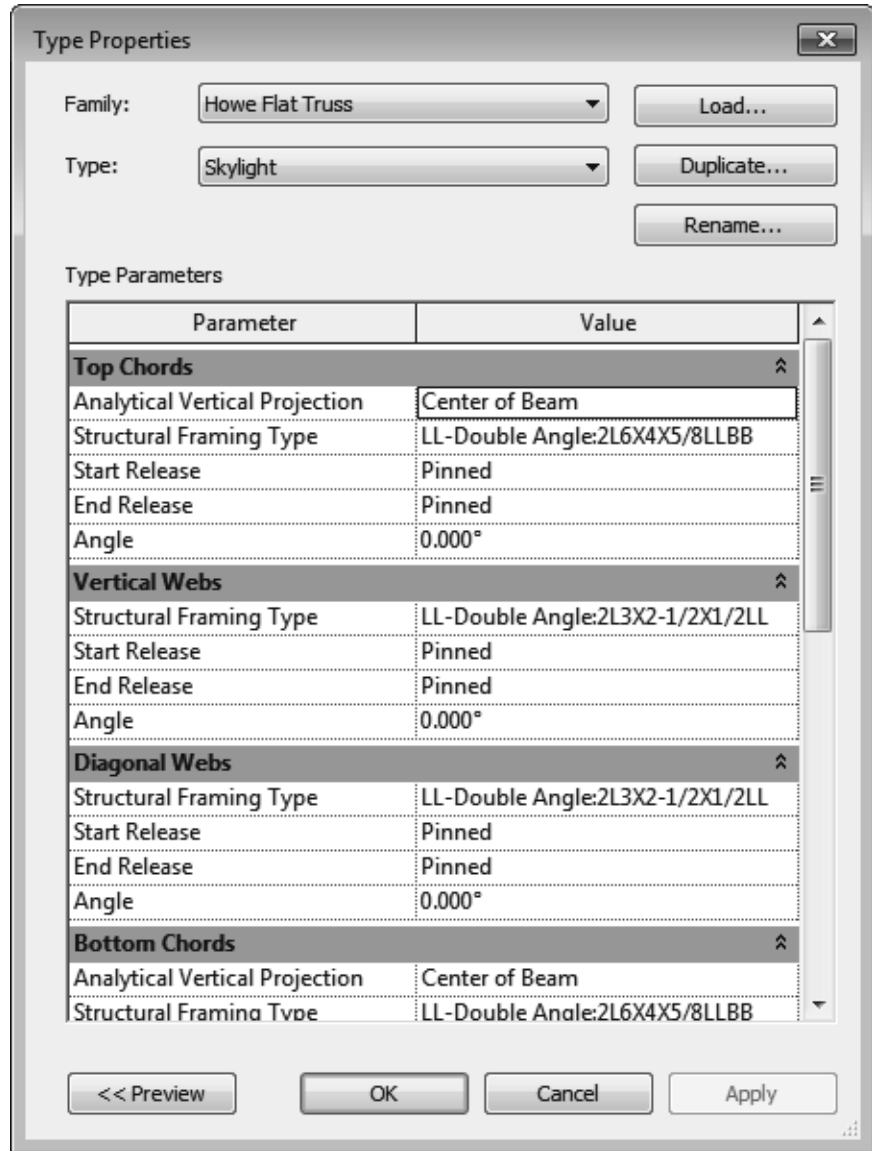 Type Properties
Family: Howe Flat Truss Load...
Type: Skylight Duplicate...
Rename...
Type Parameters
Parameter Value
Top Chords
Analytical Vertical Projection Center of Beam
Structural Framing Type LL-Double Angle:2L6X4X5/8LLBB
Start Release Pinned
End Release Pinned
Angle 0.000°
Vertical Webs
Structural Framing Type LL-Double Angle:2L3X2-1/2X1/2LL
Start Release Pinned
End Release Pinned
Angle 0.000°
Diagonal Webs
Structural Framing Type LL-Double Angle:2L3X2-1/2X1/2LL
Start Release Pinned
End Release Pinned
Angle 0.000°
Bottom Chords
Analytical Vertical Projection Center of Beam
Structural Framing Type LL-Double Angle:2L6X4X5/8LLBB
<< Preview OK Cancel Apply